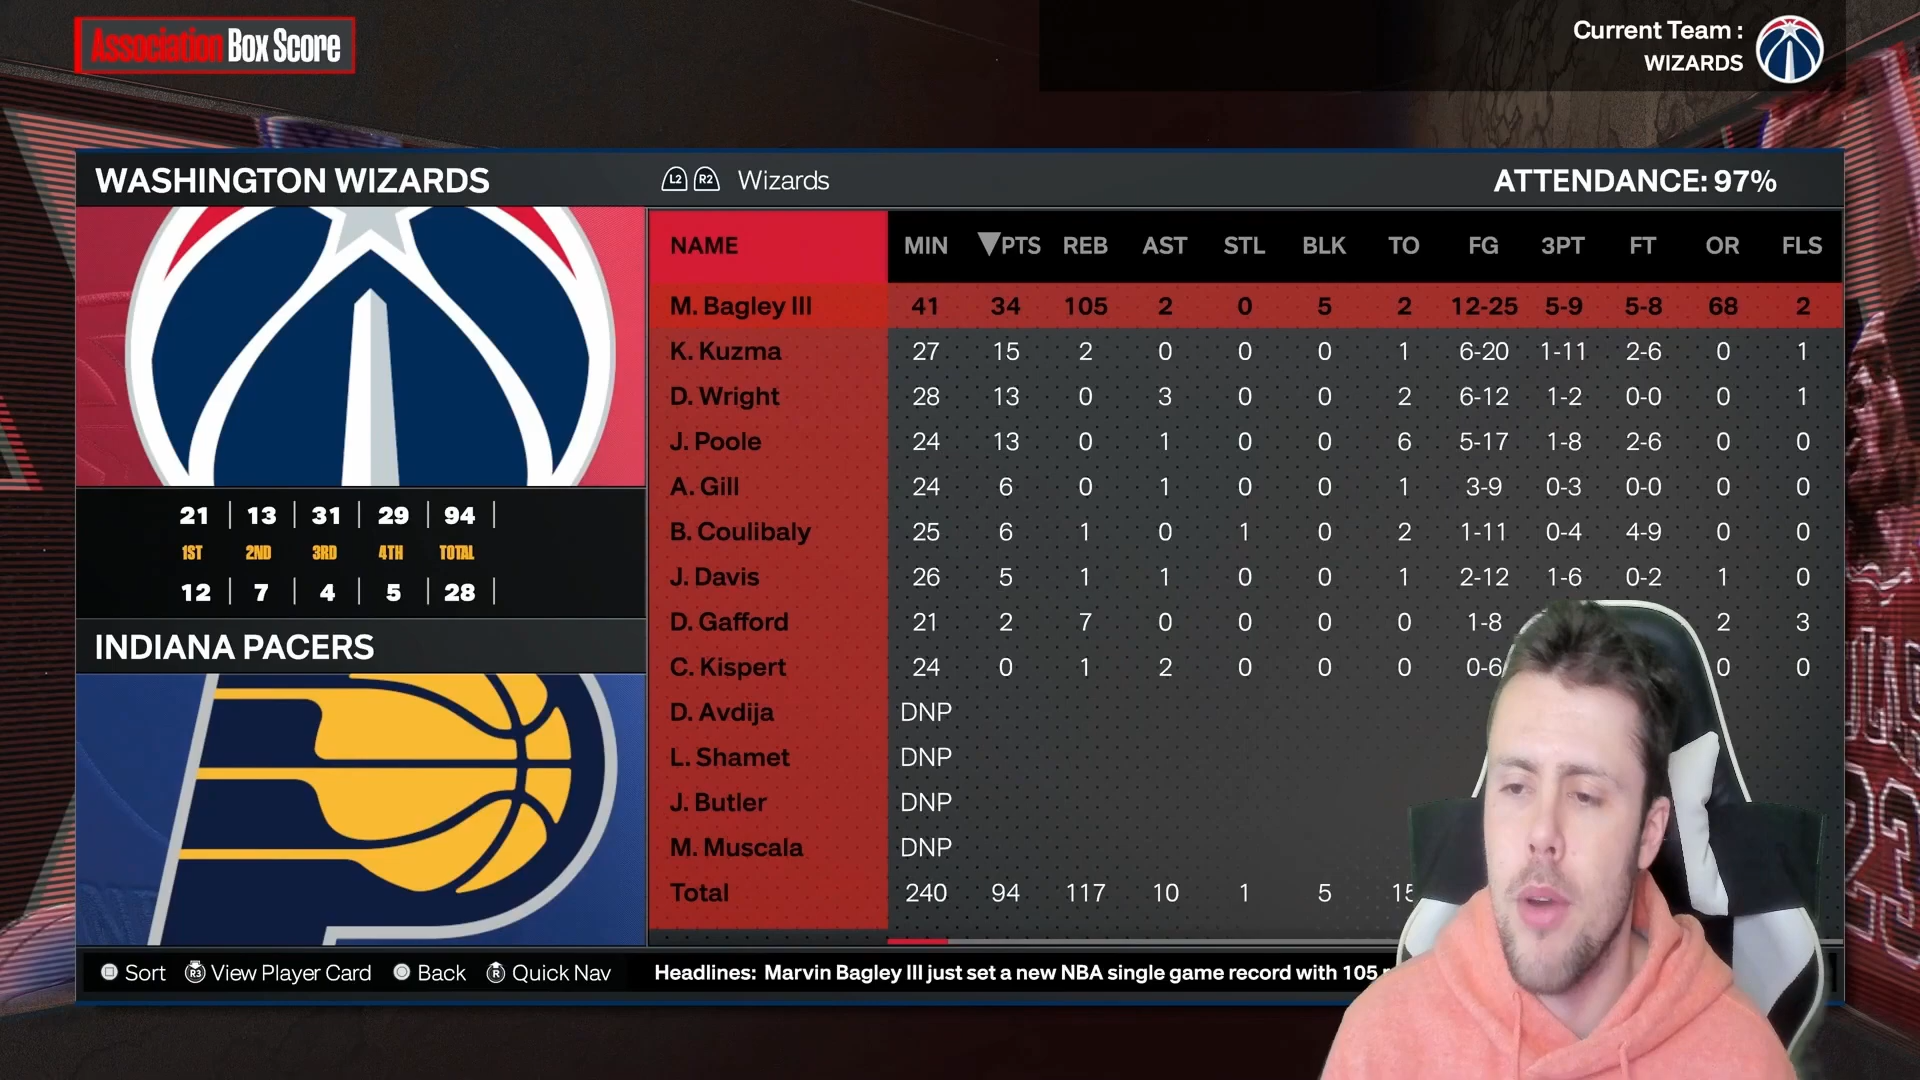 Association Box Score
Current Team :
WIZARDS
WASHINGTON WIZARDS
L2 R2 Wizards
ATTENDANCE: 97%
21 | 13 | 31 | 29 | 94 |
1ST 2ND 3RD 4TH TOTAL
12 | 7 | 4 | 5 | 28 |
INDIANA PACERS
NAME MIN ▼PTS REB AST STL BLK TO FG 3PT FT OR FLS
M. Bagley III 41 34 105 2 0 5 2 12-25 5-9 5-8 68 2
K. Kuzma 27 15 2 0 0 0 1 6-20 1-11 2-6 0 1
D. Wright 28 13 0 3 0 0 2 6-12 1-2 0-0 0 1
J. Poole 24 13 0 1 0 0 6 5-17 1-8 2-6 0 0
A. Gill 24 6 0 1 0 0 1 3-9 0-3 0-0 0 0
B. Coulibaly 25 6 1 0 1 0 2 1-11 0-4 4-9 0 0
J. Davis 26 5 1 1 0 0 1 2-12 1-6 0-2 1 0
D. Gafford 21 2 7 0 0 0 0 1-8 2 3
C. Kispert 24 0 1 2 0 0 0 0-6 0 0
D. Avdija DNP
L. Shamet DNP
J. Butler DNP
M. Muscala DNP
Total 240 94 117 10 1 5 15
Sort R3 View Player Card Back R Quick Nav
Headlines: Marvin Bagley III just set a new NBA single game record with 105
23